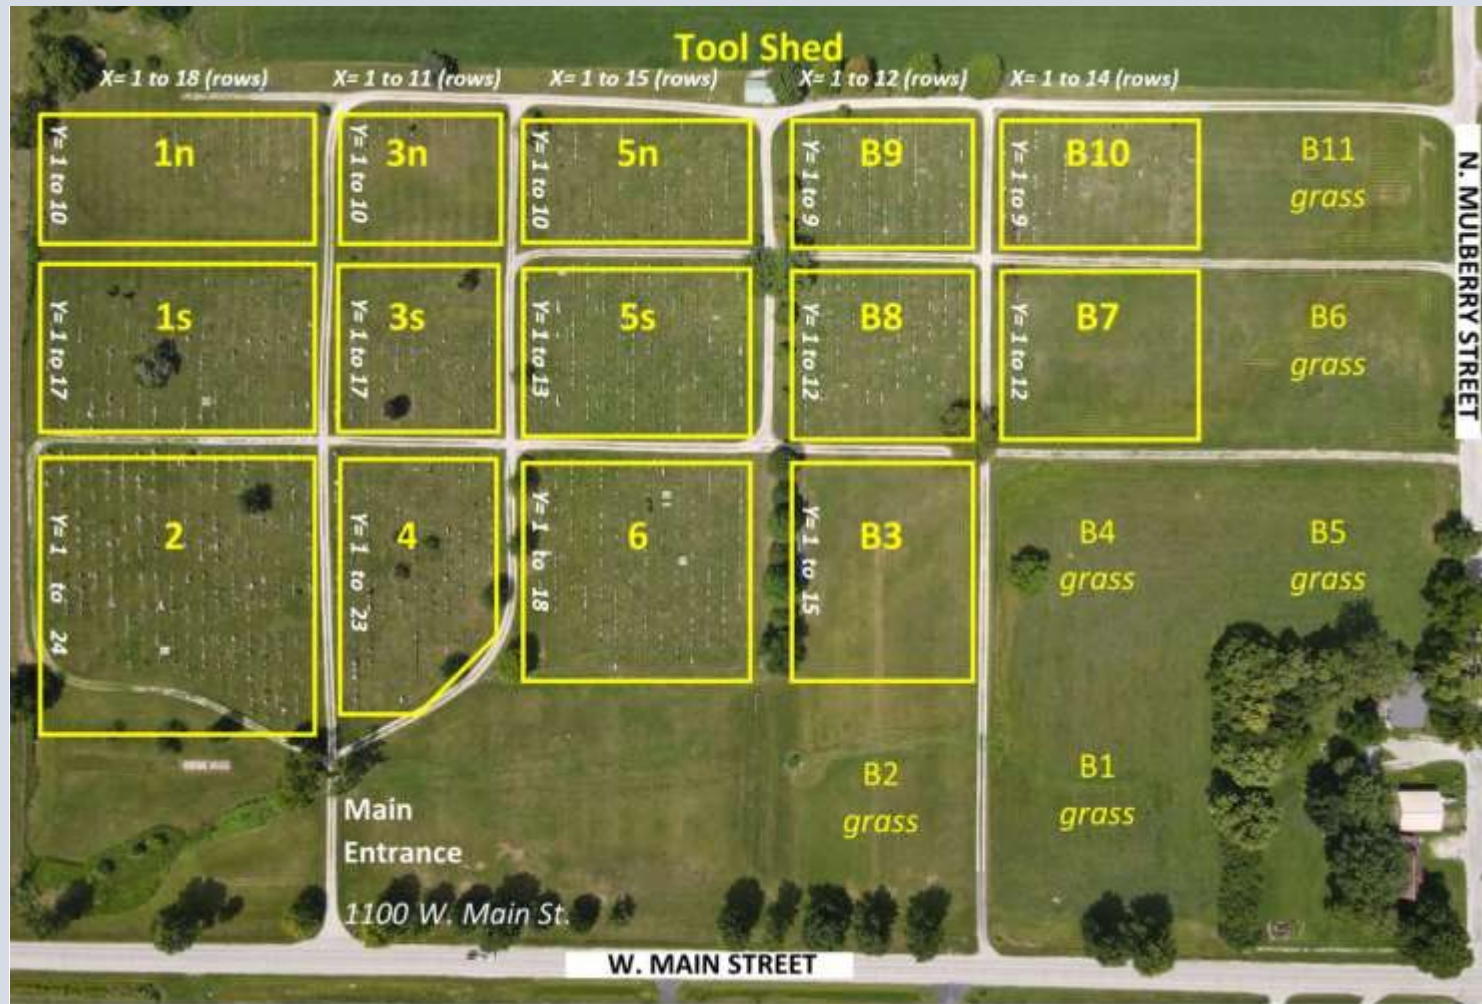 Tool Shed
X= 1 to 18 (rows)
X= 1 to 11 (rows)
X= 1 to 15 (rows)
X= 1 to 12 (rows)
X= 1 to 14 (rows)
Y= 1 to 10
1n
Y= 1 to 10
3n
Y= 1 to 10
5n
Y= 1 to 9
B9
Y= 1 to 9
B10
B11
grass
N. MULBERRY STREET
Y= 1 to 17
1s
Y= 1 to 17
3s
Y= 1 to 13
5s
Y= 1 to 12
B8
Y= 1 to 12
B7
B6
grass
Y= 1 to 24
2
Y= 1 to 23
4
Y= 1 to 18
6
Y= 1 to 15
B3
B4
grass
B5
grass
B2
grass
B1
grass
Main
Entrance
1100 W. Main St.
W. MAIN STREET